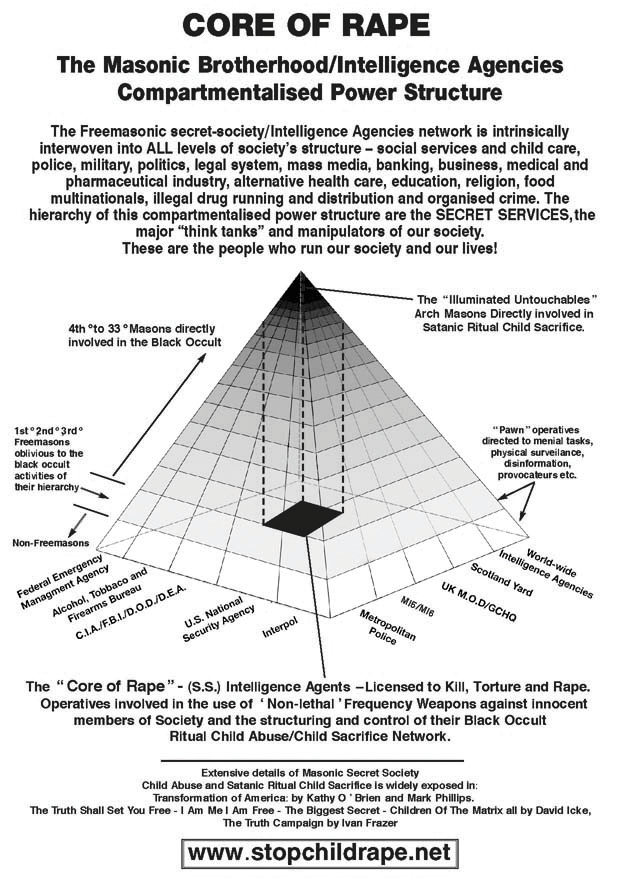 CORE OF RAPE
The Masonic Brotherhood/Intelligence Agencies
Compartmentalised Power Structure
The Freemasonic secret-society/Intelligence Agencies network is intrinsically
interwoven into ALL levels of society's structure – social services and child care,
police, military, politics, legal system, mass media, banking, business, medical and
pharmaceutical industry, alternative health care, education, religion, food
multinationals, illegal drug running and distribution and organised crime. The
hierarchy of this compartmentalised power structure are the SECRET SERVICES,the
major "think tanks" and manipulators of our society.
These are the people who run our society and our lives!
The "Illuminated Untouchables"
Arch Masons Directly involved in
Satanic Ritual Child Sacrifice.
4th °to 33 ° Masons directly
involved in the Black Occult
1st ° 2nd ° 3rd °
Freemasons
oblivious to the
black occult
activities of
their hierarchy
"Pawn" operatives
directed to menial tasks,
physical surveilance,
disinformation,
provocateurs etc.
Non-Freemasons
Federal Emergency
Managment Agency
Alcohol, Tobbaco and
Firearms Bureau
C.I.A./F.B.I./D.O.D./D.E.A.
U.S. National
Security Agency
Interpol
Metropolitan
Police
MI5/MI6
UK M.O.D/GCHQ
Scotland Yard
World-wide
Intelligence Agencies
The "Core of Rape" - (S.S.) Intelligence Agents – Licensed to Kill, Torture and Rape.
Operatives involved in the use of ' Non-lethal ' Frequency Weapons against innocent
members of Society and the structuring and control of their Black Occult
Ritual Child Abuse/Child Sacrifice Network.
Extensive details of Masonic Secret Society
Child Abuse and Satanic Ritual Child Sacrifice is widely exposed in:
Transformation of America: by Kathy O ' Brien and Mark Phillips.
The Truth Shall Set You Free - I Am Me I Am Free - The Biggest Secret - Children Of The Matrix all by David Icke,
The Truth Campaign by Ivan Frazer
www.stopchildrape.net